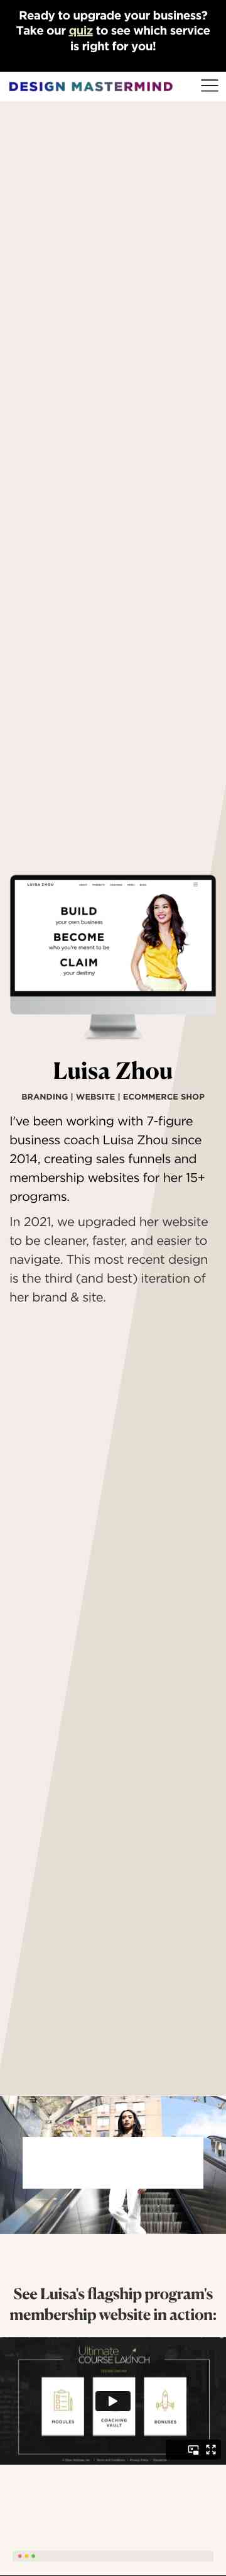 Ready to upgrade your business?
Take our quiz to see which service
is right for you!
DESIGN MASTERMIND
LUISA ZHOU
BUILD
your own business
BECOME
who you're meant to be
CLAIM
your destiny
Luisa Zhou
BRANDING | WEBSITE | ECOMMERCE SHOP
I've been working with 7-figure
business coach Luisa Zhou since
2014, creating sales funnels and
membership websites for her 15+
programs.
In 2021, we upgraded her website
to be cleaner, faster, and easier to
navigate. This most recent design
is the third (and best) iteration of
her brand & site.
See Luisa's flagship program's
membership website in action:
Ultimate
COURSE LAUNCH
MODULES
COACHING
VAULT
BONUSES